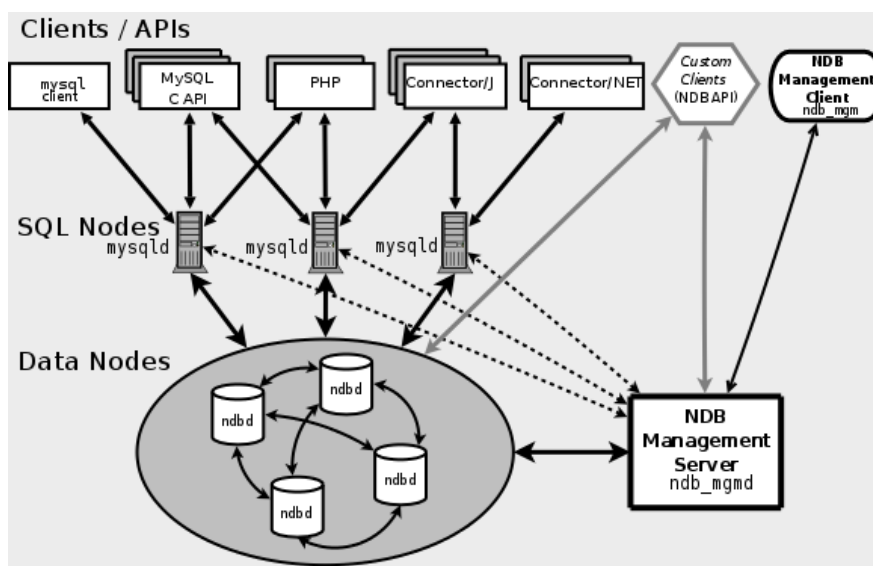 Clients / APIs
mysql
client
MySQL
C API
PHP
Connector/J
Connector/NET
Custom
Clients
(NDBAPI)
NDB
Management
Client
ndb_mgm
SQL Nodes
mysqld
mysqld
mysqld
Data Nodes
ndbd
ndbd
ndbd
ndbd
NDB
Management
Server
ndb_mgmd